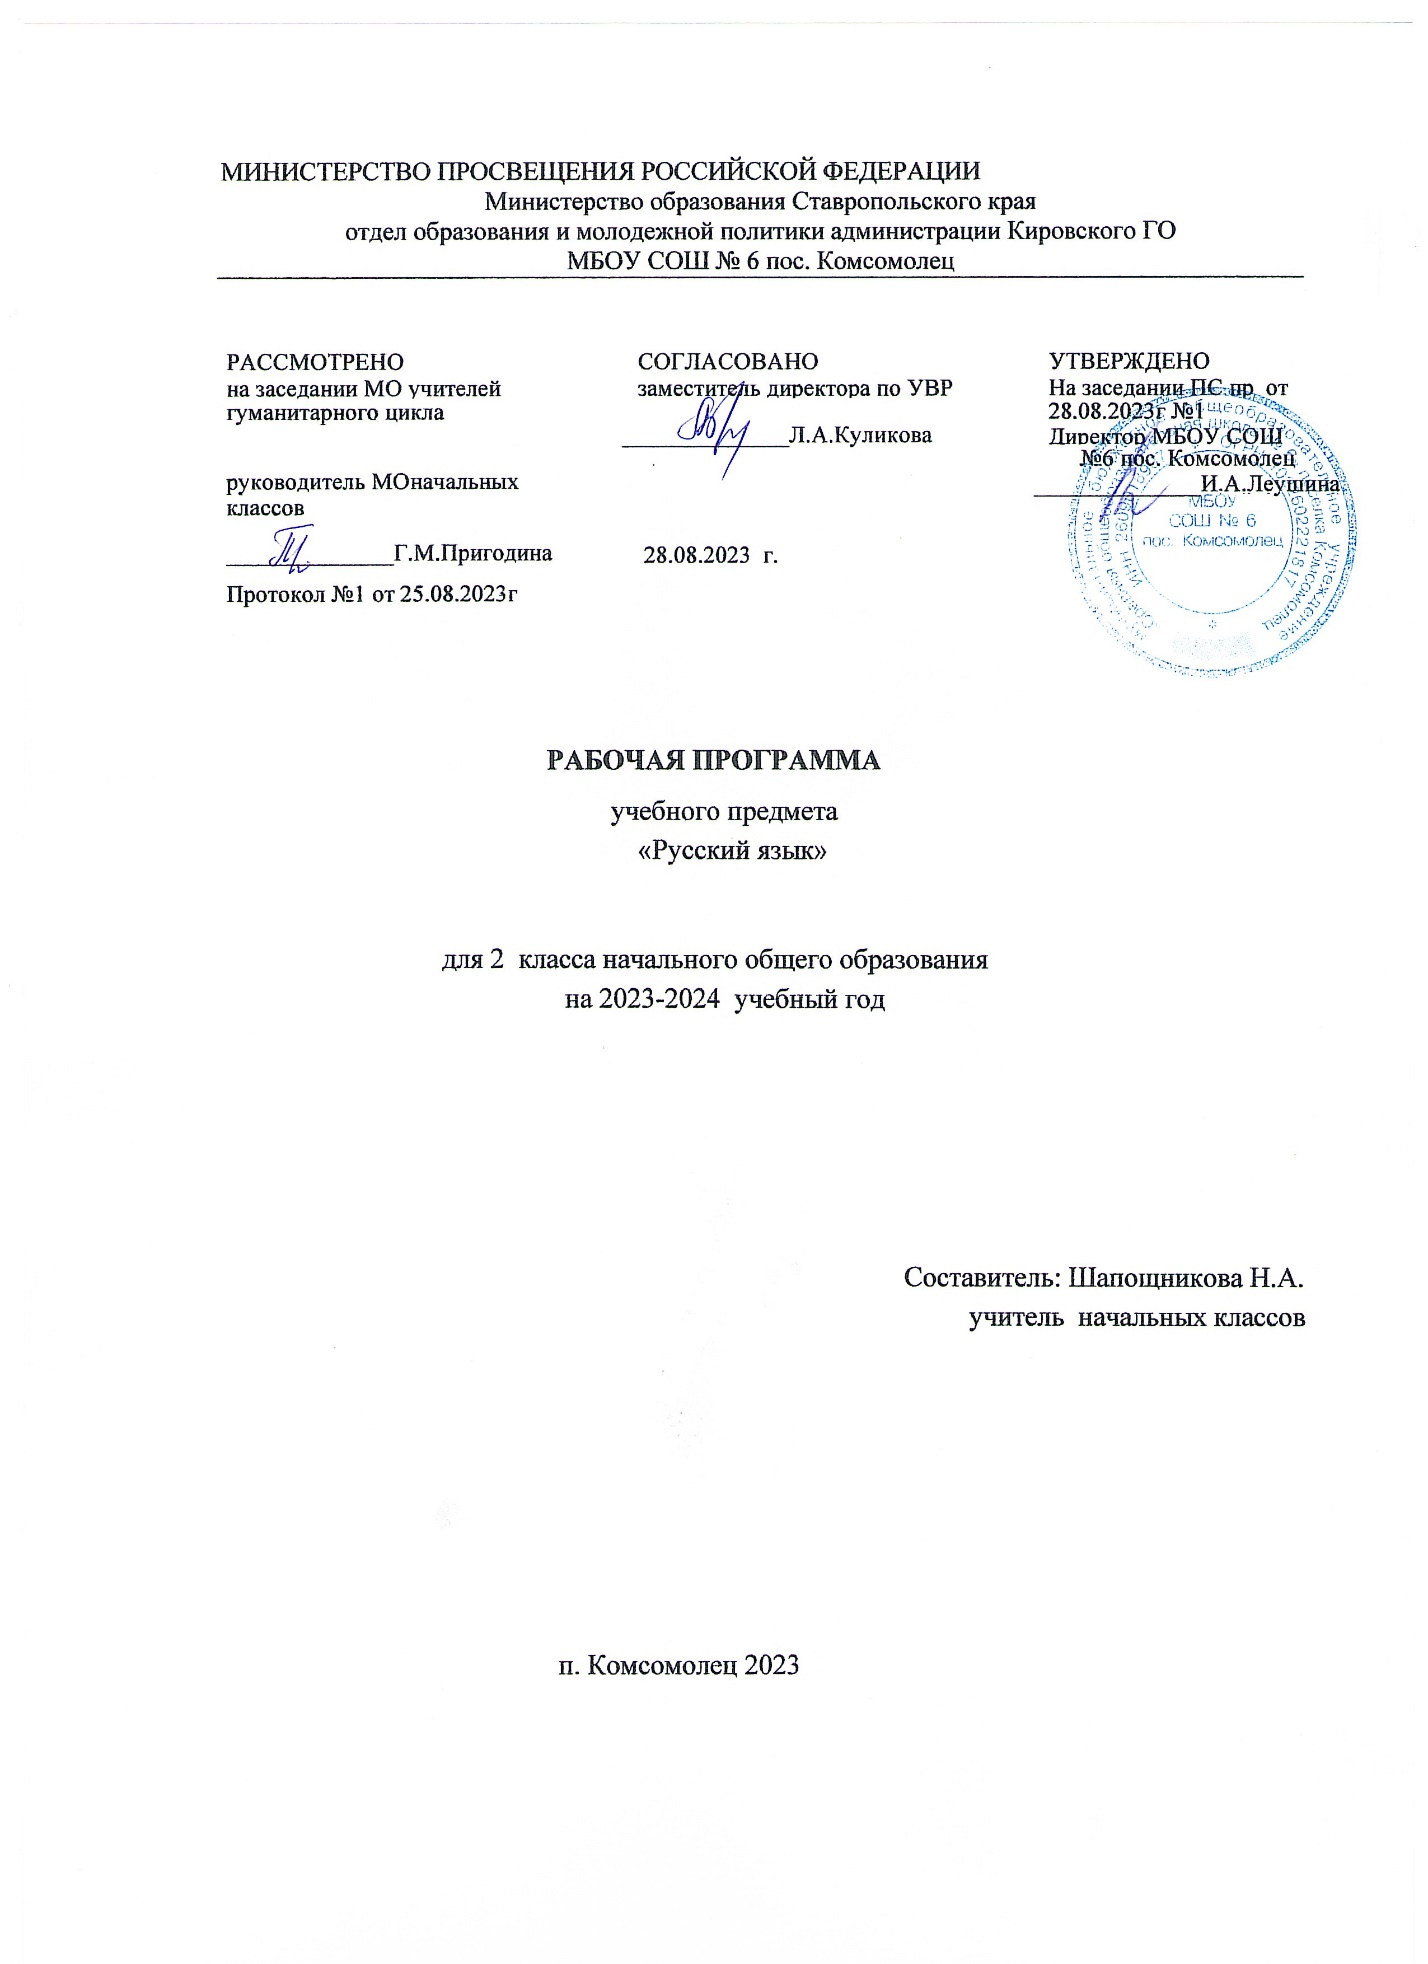 МИНИСТЕРСТВО ПРОСВЕЩЕНИЯ РОССИЙСКОЙ ФЕДЕРАЦИИ
Министерство образования Ставропольского края
отдел образования и молодежной политики администрации Кировского ГО
МБОУ СОШ № 6 пос. Комсомолец
РАССМОТРЕНО
на заседании МО учителей
гуманитарного цикла
руководитель МОначальных
классов
Г.М.Пригодина
Протокол №1 от 25.08.2023г
СОГЛАСОВАНО
заместитель директора по УВР
Л.А.Куликова
28.08.2023 г.
УТВЕРЖДЕНО
На заседании ПС пр от
28.08.2023г №1
Директор МБОУ СОШ
№6 пос. Комсомолец
И.А.Леушина
МБОУ
СОШ № 6
пос. Комсомолец
РАБОЧАЯ ПРОГРАММА
учебного предмета
«Русский язык»
для 2 класса начального общего образования
на 2023-2024 учебный год
Составитель: Шапощникова Н.А.
учитель начальных классов
п. Комсомолец 2023